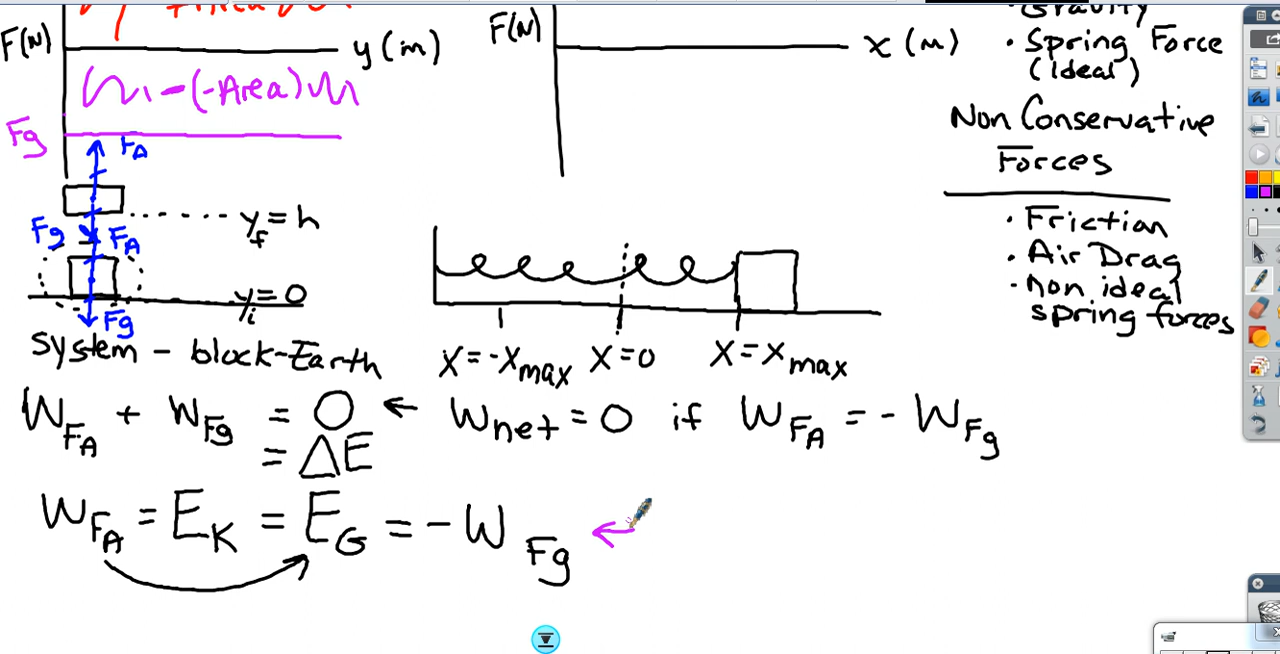 F(N)
y (m)
-(-Area)
Fg
FA
Fg
FA
yf = h
yi = 0
Fg
System - block-Earth
F(N)
x (m)
X = -Xmax
X = 0
X = Xmax
• Gravity
• Spring Force
(Ideal)
Non Conservative
Forces
• Friction
• Air Drag
• non ideal
spring forces
WFA + WFg = 0 ← Wnet = 0 if WFA = - WFg
= ΔE
WFA = EK = EG = -WFg ←